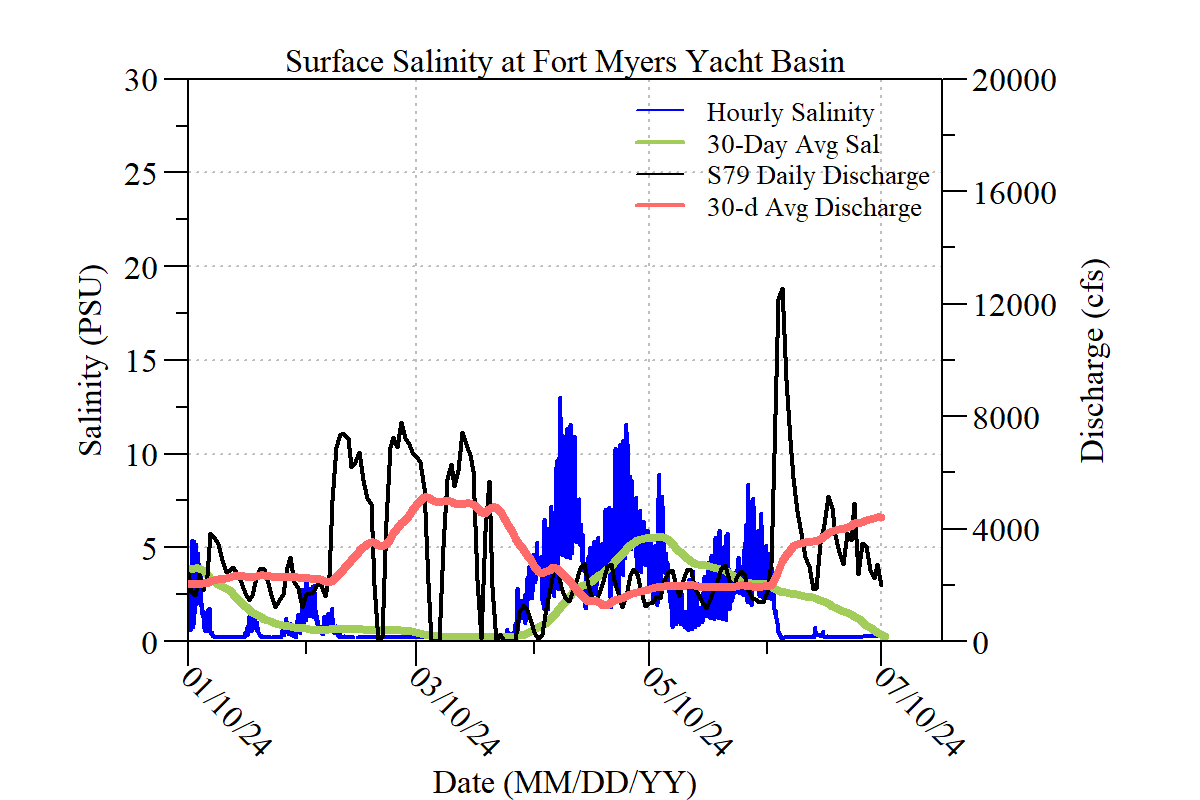 Surface Salinity at Fort Myers Yacht Basin
30
25
20
15
10
5
0
Salinity (PSU)
Hourly Salinity
30-Day Avg Sal
S79 Daily Discharge
30-d Avg Discharge
20000
16000
12000
8000
4000
0
Discharge (cfs)
01/10/24
03/10/24
05/10/24
07/10/24
Date (MM/DD/YY)